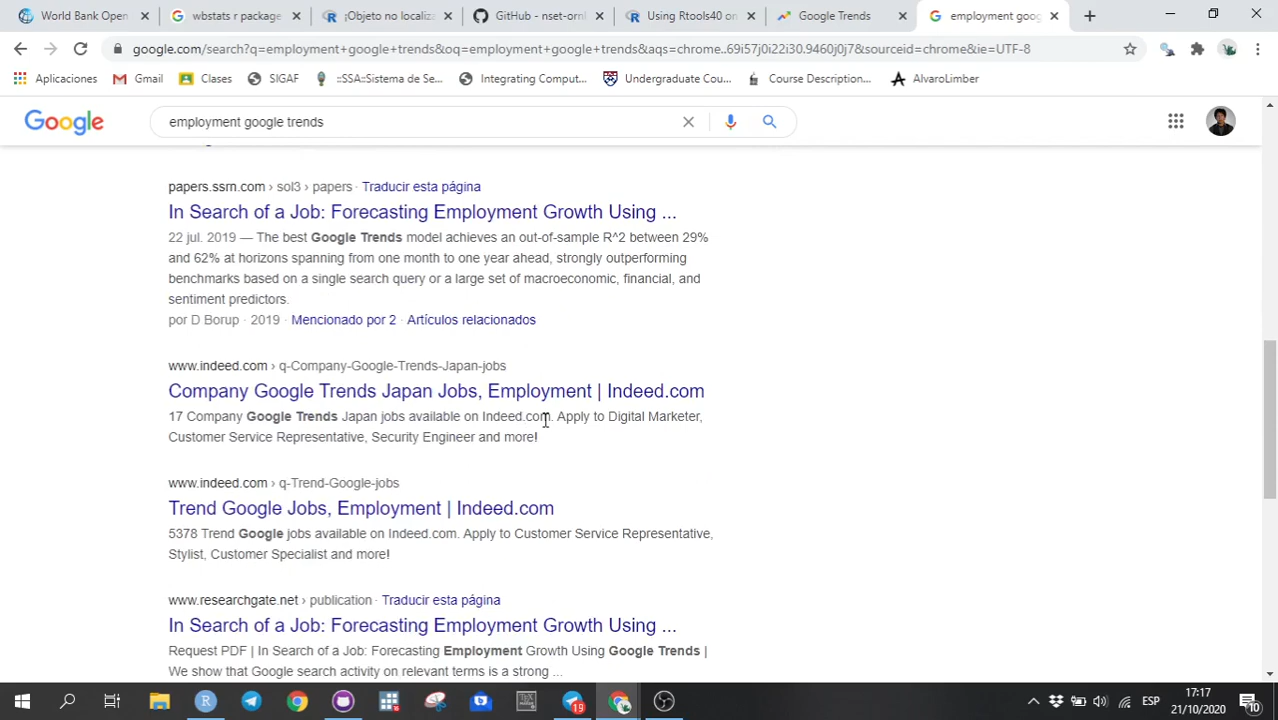 World Bank Open
wbstats r package
¡Objeto no localiza
GitHub - nset-ornl
Using Rtools40 on
Google Trends
employment goog
google.com/search?q=employment+google+trends&oq=employment+google+trends&aqs=chrome..69i57j0i22i30.9460j0j7&sourceid=chrome&ie=UTF-8
Aplicaciones
Gmail
Clases
SIGAF
::SSA::Sistema de Se...
Integrating Comput...
Undergraduate Cou...
Course Description...
AlvaroLimber
Google
employment google trends
papers.ssrn.com › sol3 › papers · Traducir esta página
In Search of a Job: Forecasting Employment Growth Using ...
22 jul. 2019 — The best Google Trends model achieves an out-of-sample R^2 between 29%
and 62% at horizons spanning from one month to one year ahead, strongly outperforming
benchmarks based on a single search query or a large set of macroeconomic, financial, and
sentiment predictors.
por D Borup · 2019 · Mencionado por 2 · Artículos relacionados
www.indeed.com › q-Company-Google-Trends-Japan-jobs
Company Google Trends Japan Jobs, Employment | Indeed.com
17 Company Google Trends Japan jobs available on Indeed.com. Apply to Digital Marketer,
Customer Service Representative, Security Engineer and more!
www.indeed.com › q-Trend-Google-jobs
Trend Google Jobs, Employment | Indeed.com
5378 Trend Google jobs available on Indeed.com. Apply to Customer Service Representative,
Stylist, Customer Specialist and more!
www.researchgate.net › publication · Traducir esta página
In Search of a Job: Forecasting Employment Growth Using ...
Request PDF | In Search of a Job: Forecasting Employment Growth Using Google Trends |
We show that Google search activity on relevant terms is a strong ...
ESP
17:17
21/10/2020
10